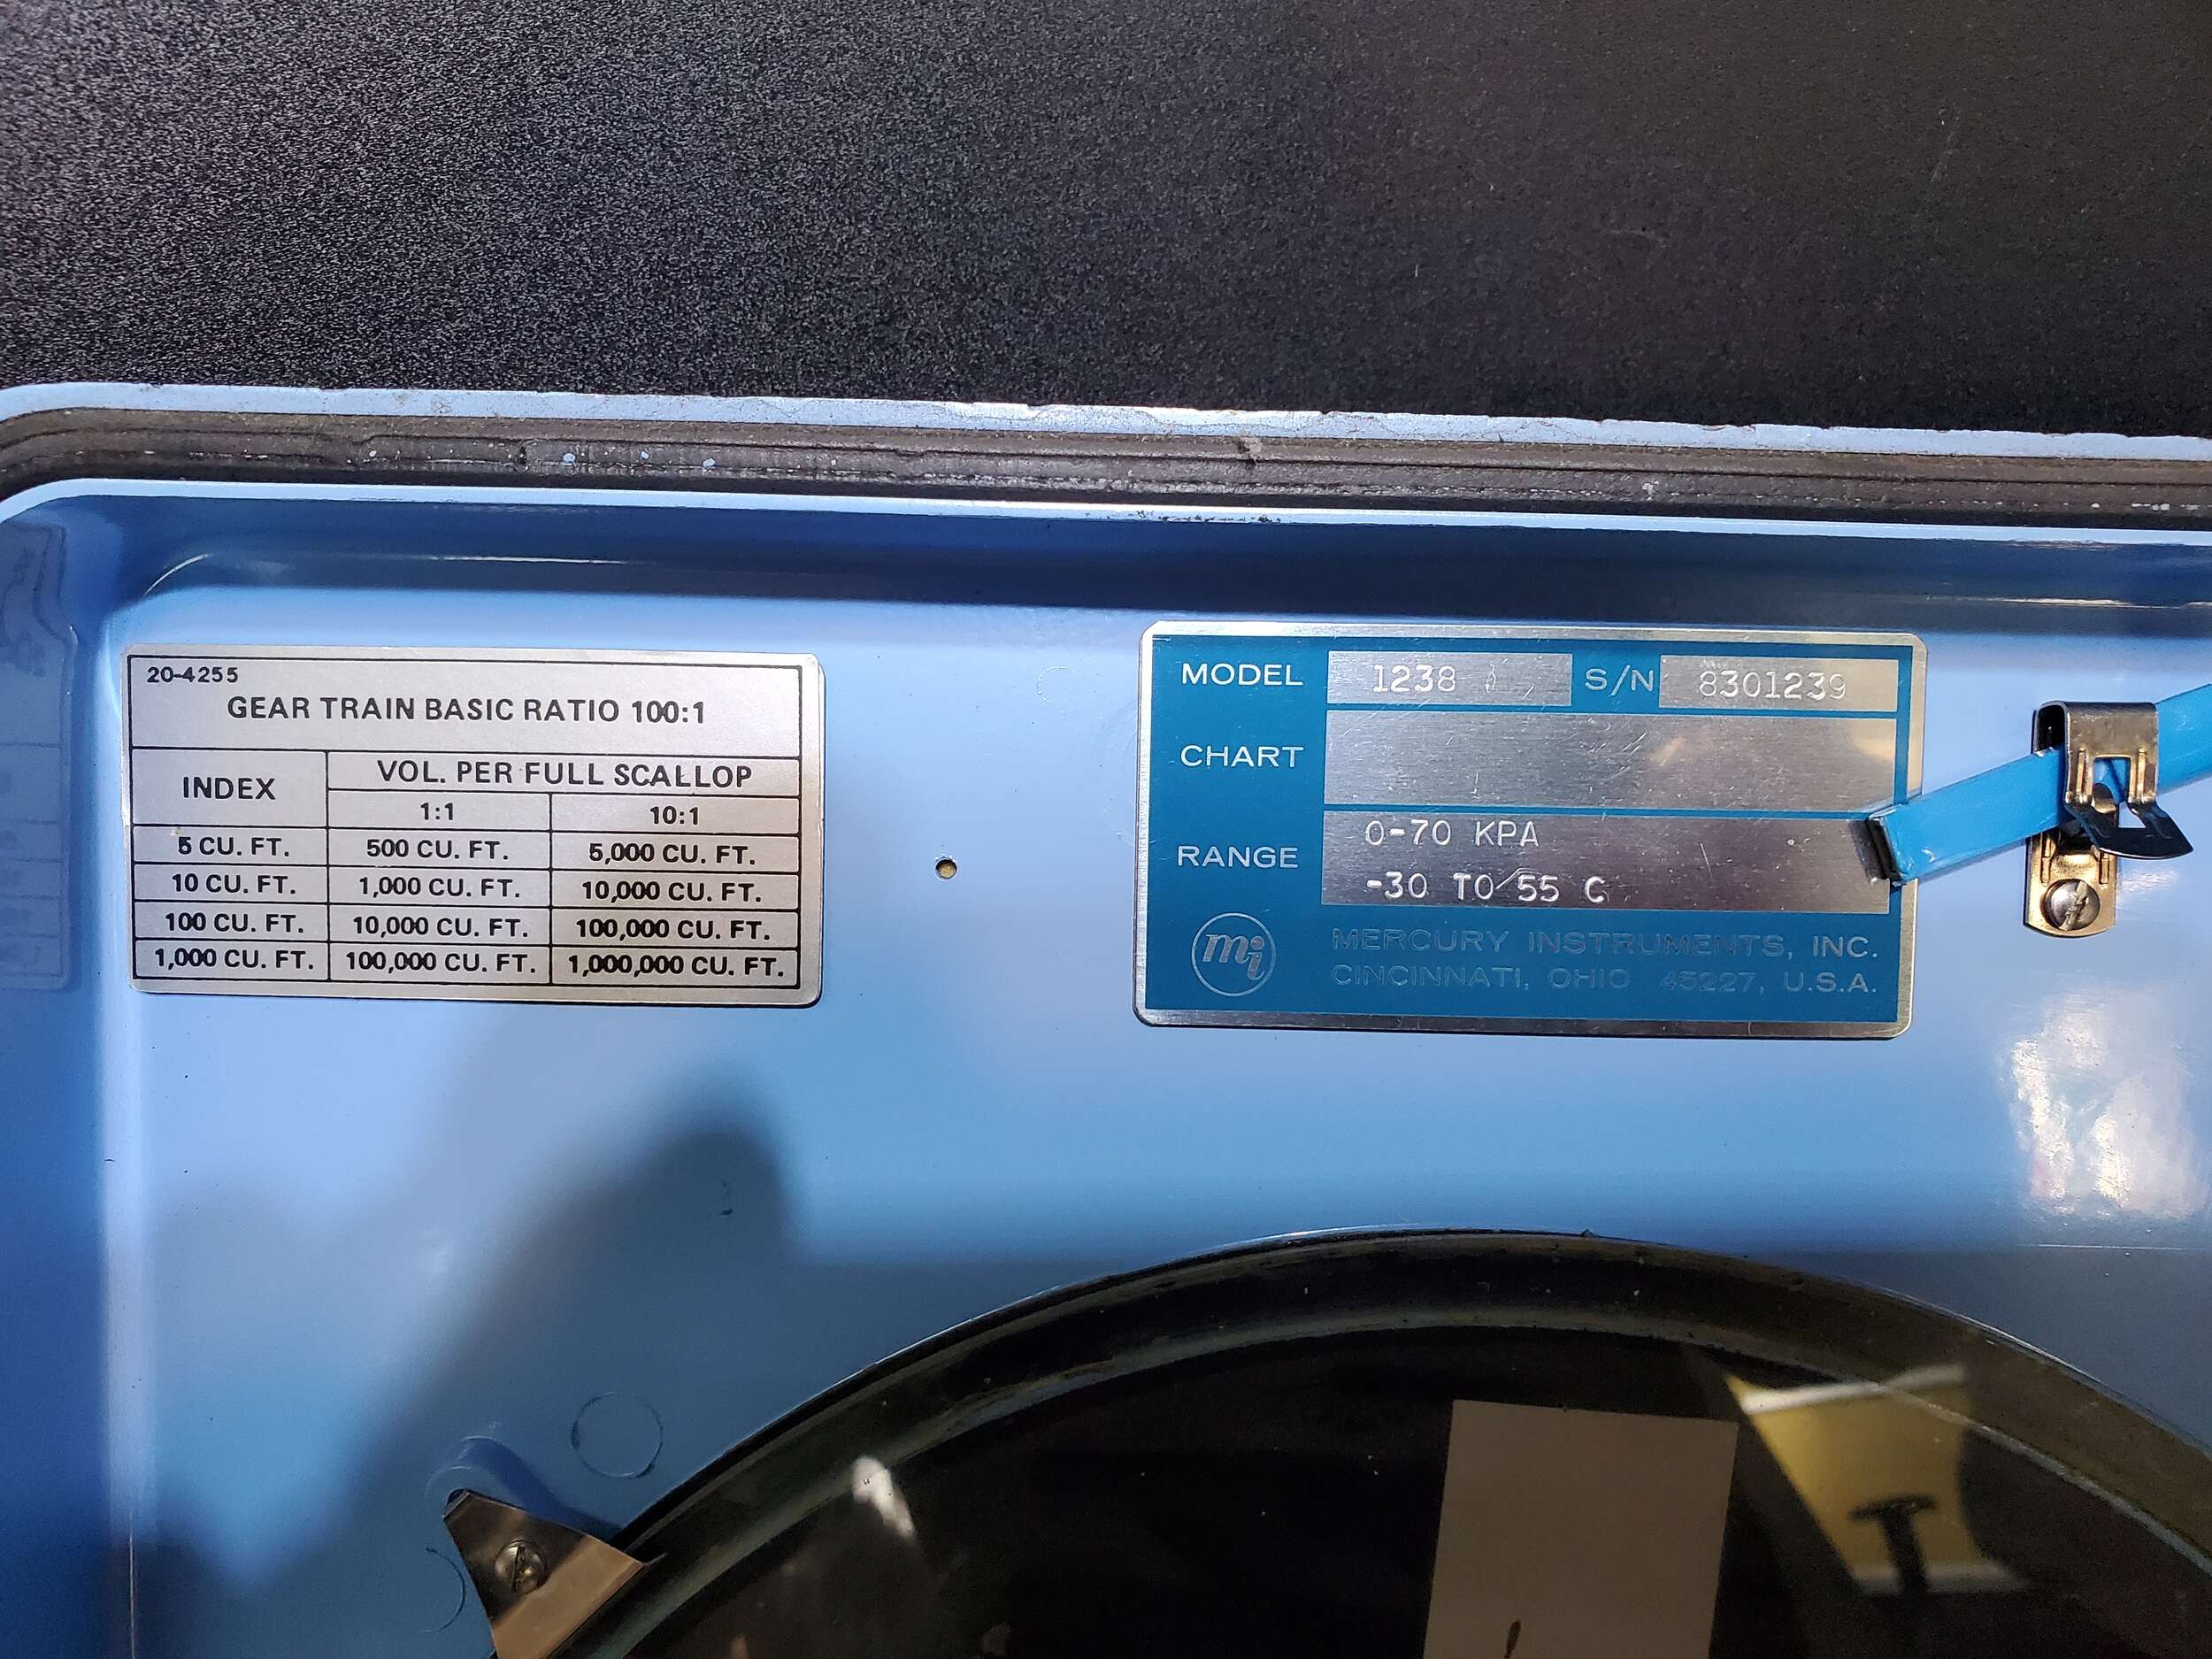 20-4255
GEAR TRAIN BASIC RATIO 100:1
INDEX
VOL. PER FULL SCALLOP
1:1 10:1
5 CU. FT. 500 CU. FT. 5,000 CU. FT.
10 CU. FT. 1,000 CU. FT. 10,000 CU. FT.
100 CU. FT. 10,000 CU. FT. 100,000 CU. FT.
1,000 CU. FT. 100,000 CU. FT. 1,000,000 CU. FT.
MODEL 1238 S/N 8301239
CHART
RANGE
0-70 KPA
-30 TO 55 C
mi
MERCURY INSTRUMENTS, INC.
CINCINNATI, OHIO 45227, U.S.A.